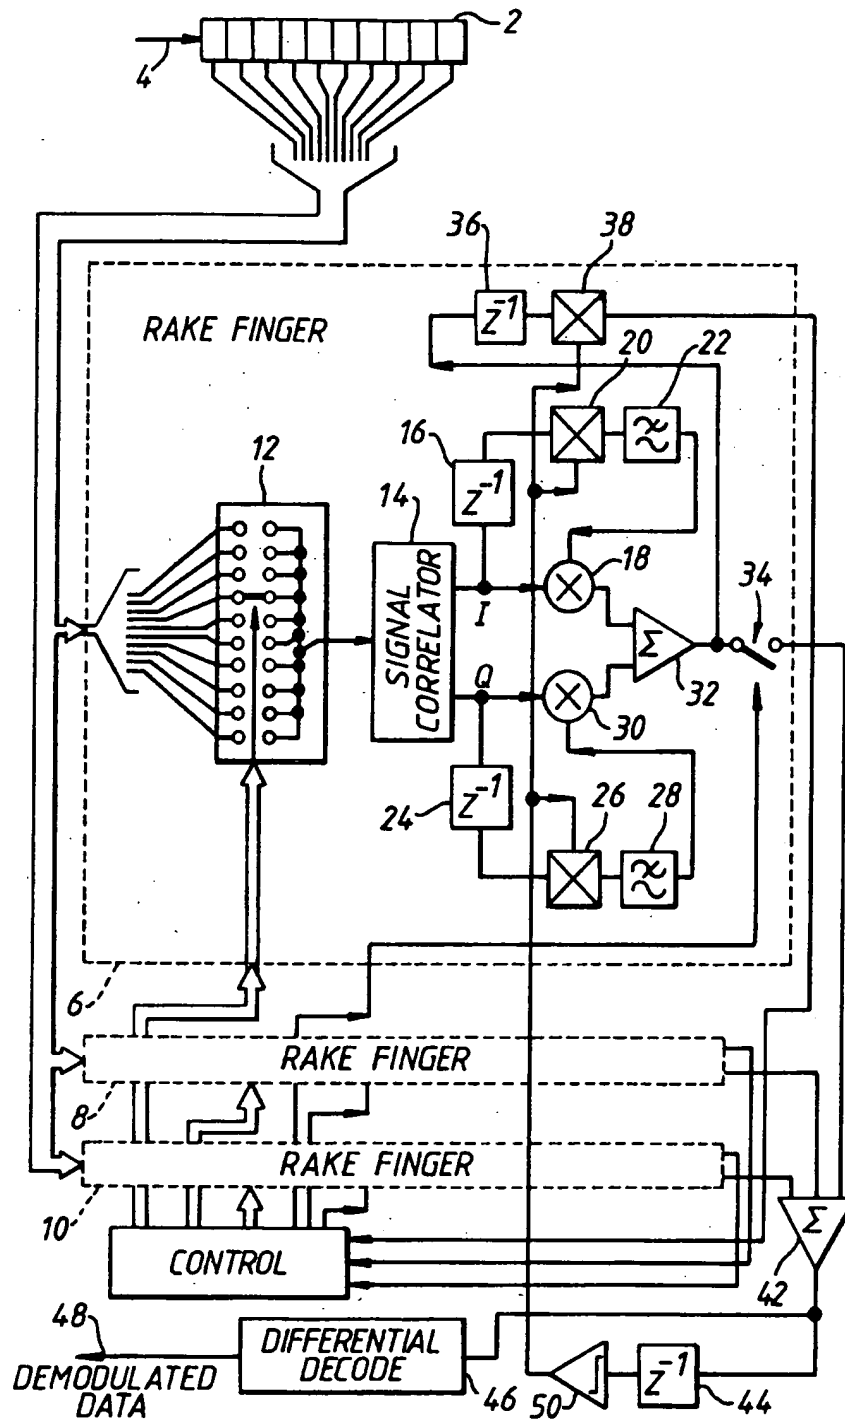 2
4
36
38
RAKE FINGER
Z⁻¹
20
22
16
12
Z⁻¹
14
18
34
SIGNAL
CORRELATOR
I
Σ
Q
32
30
24
Z⁻¹
26
28
6
RAKE FINGER
8
RAKE FINGER
10
CONTROL
Σ
42
48
DIFFERENTIAL
DECODE
DEMODULATED
DATA
46
50
Z⁻¹
44